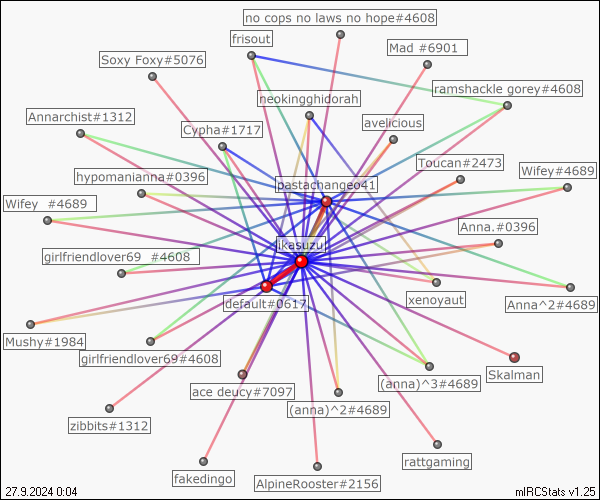 no cops no laws no hope#4608
frisout
Mad #6901
Soxy Foxy#5076
ramshackle gorey#4608
neokingghidorah
Annarchist#1312
avelicious
Cypha#1717
Toucan#2473
hypomanianna#0396
pastachangeo41
Wifey#4689
Wifey  #4689
Anna.#0396
ikasuzu
girlfriendlover69  #4608
xenoyaut
default#0617
Anna^2#4689
Mushy#1984
girlfriendlover69#4608
Skalman
(anna)^3#4689
ace deucy#7097
(anna)^2#4689
zibbits#1312
rattgaming
fakedingo
AlpineRooster#2156
27.9.2024 0:04
mIRCStats v1.25